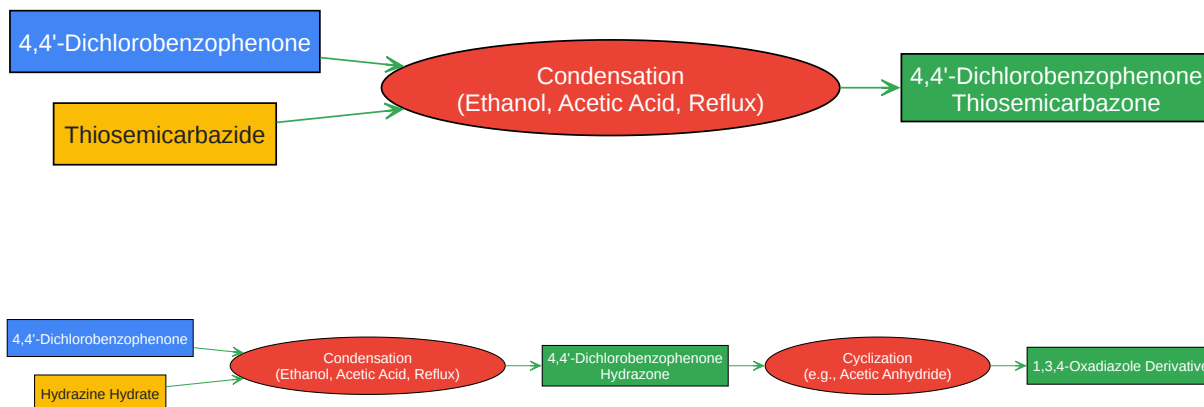 4,4'-Dichlorobenzophenone
Thiosemicarbazide
Condensation
(Ethanol, Acetic Acid, Reflux)
4,4'-Dichlorobenzophenone
Thiosemicarbazone
4,4'-Dichlorobenzophenone
Hydrazine Hydrate
Condensation
(Ethanol, Acetic Acid, Reflux)
4,4'-Dichlorobenzophenone
Hydrazone
Cyclization
(e.g., Acetic Anhydride)
1,3,4-Oxadiazole Derivative